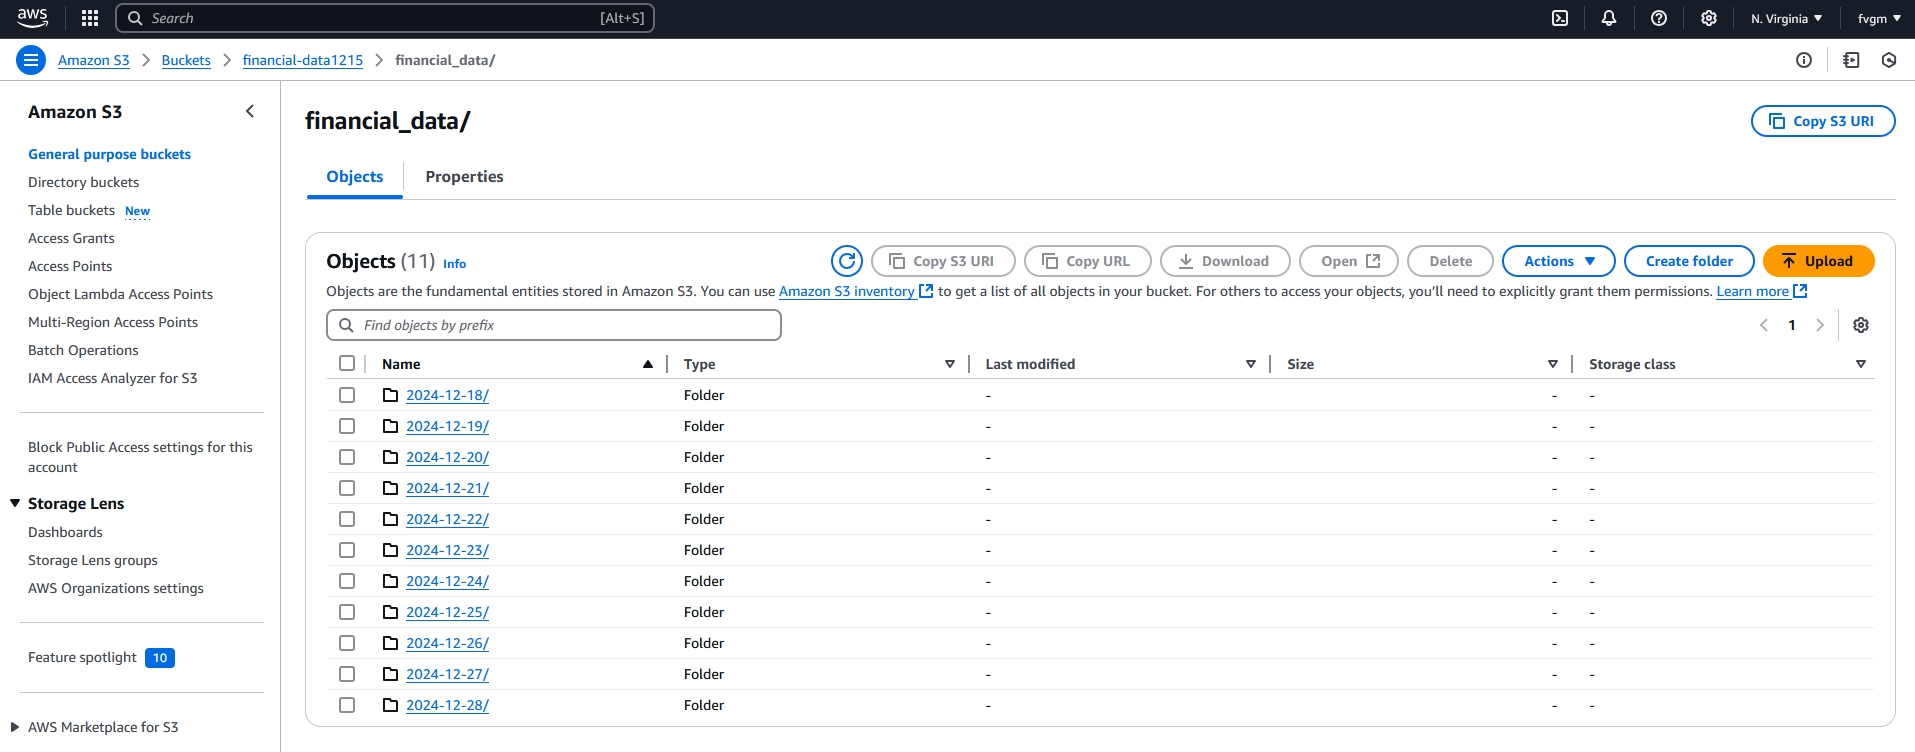 aws Search [Alt+S] N. Virginia fvgm
Amazon S3 Buckets financial-data1215 financial_data/
Amazon S3
General purpose buckets
Directory buckets
Table buckets New
Access Grants
Access Points
Object Lambda Access Points
Multi-Region Access Points
Batch Operations
IAM Access Analyzer for S3
Block Public Access settings for this
account
Storage Lens
Dashboards
Storage Lens groups
AWS Organizations settings
Feature spotlight 10
AWS Marketplace for S3
financial_data/
Copy S3 URI
Objects Properties
Objects (11) Info
Copy S3 URI Copy URL Download Open Delete Actions Create folder Upload
Objects are the fundamental entities stored in Amazon S3. You can use Amazon S3 inventory to get a list of all objects in your bucket. For others to access your objects, you'll need to explicitly grant them permissions. Learn more
Find objects by prefix
1
Name Type Last modified Size Storage class
2024-12-18/ Folder - - -
2024-12-19/ Folder - - -
2024-12-20/ Folder - - -
2024-12-21/ Folder - - -
2024-12-22/ Folder - - -
2024-12-23/ Folder - - -
2024-12-24/ Folder - - -
2024-12-25/ Folder - - -
2024-12-26/ Folder - - -
2024-12-27/ Folder - - -
2024-12-28/ Folder - - -